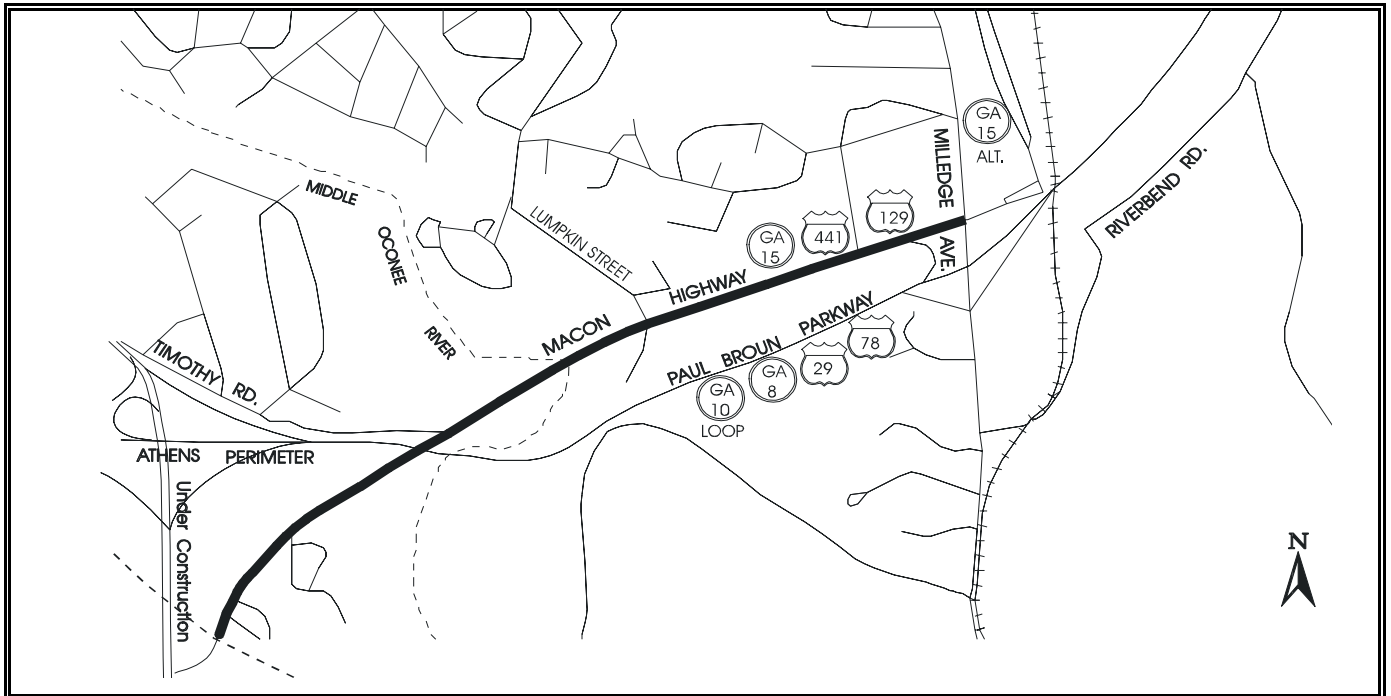 GA
15
ALT.
MILLEDGE
AVE.
RIVERBEND RD.
MIDDLE
OCONEE
RIVER
LUMPKIN STREET
GA
15
441
129
MACON
HIGHWAY
PAUL BROUN PARKWAY
GA
10
LOOP
GA
8
29
78
TIMOTHY RD.
ATHENS PERIMETER
Under Construction
N